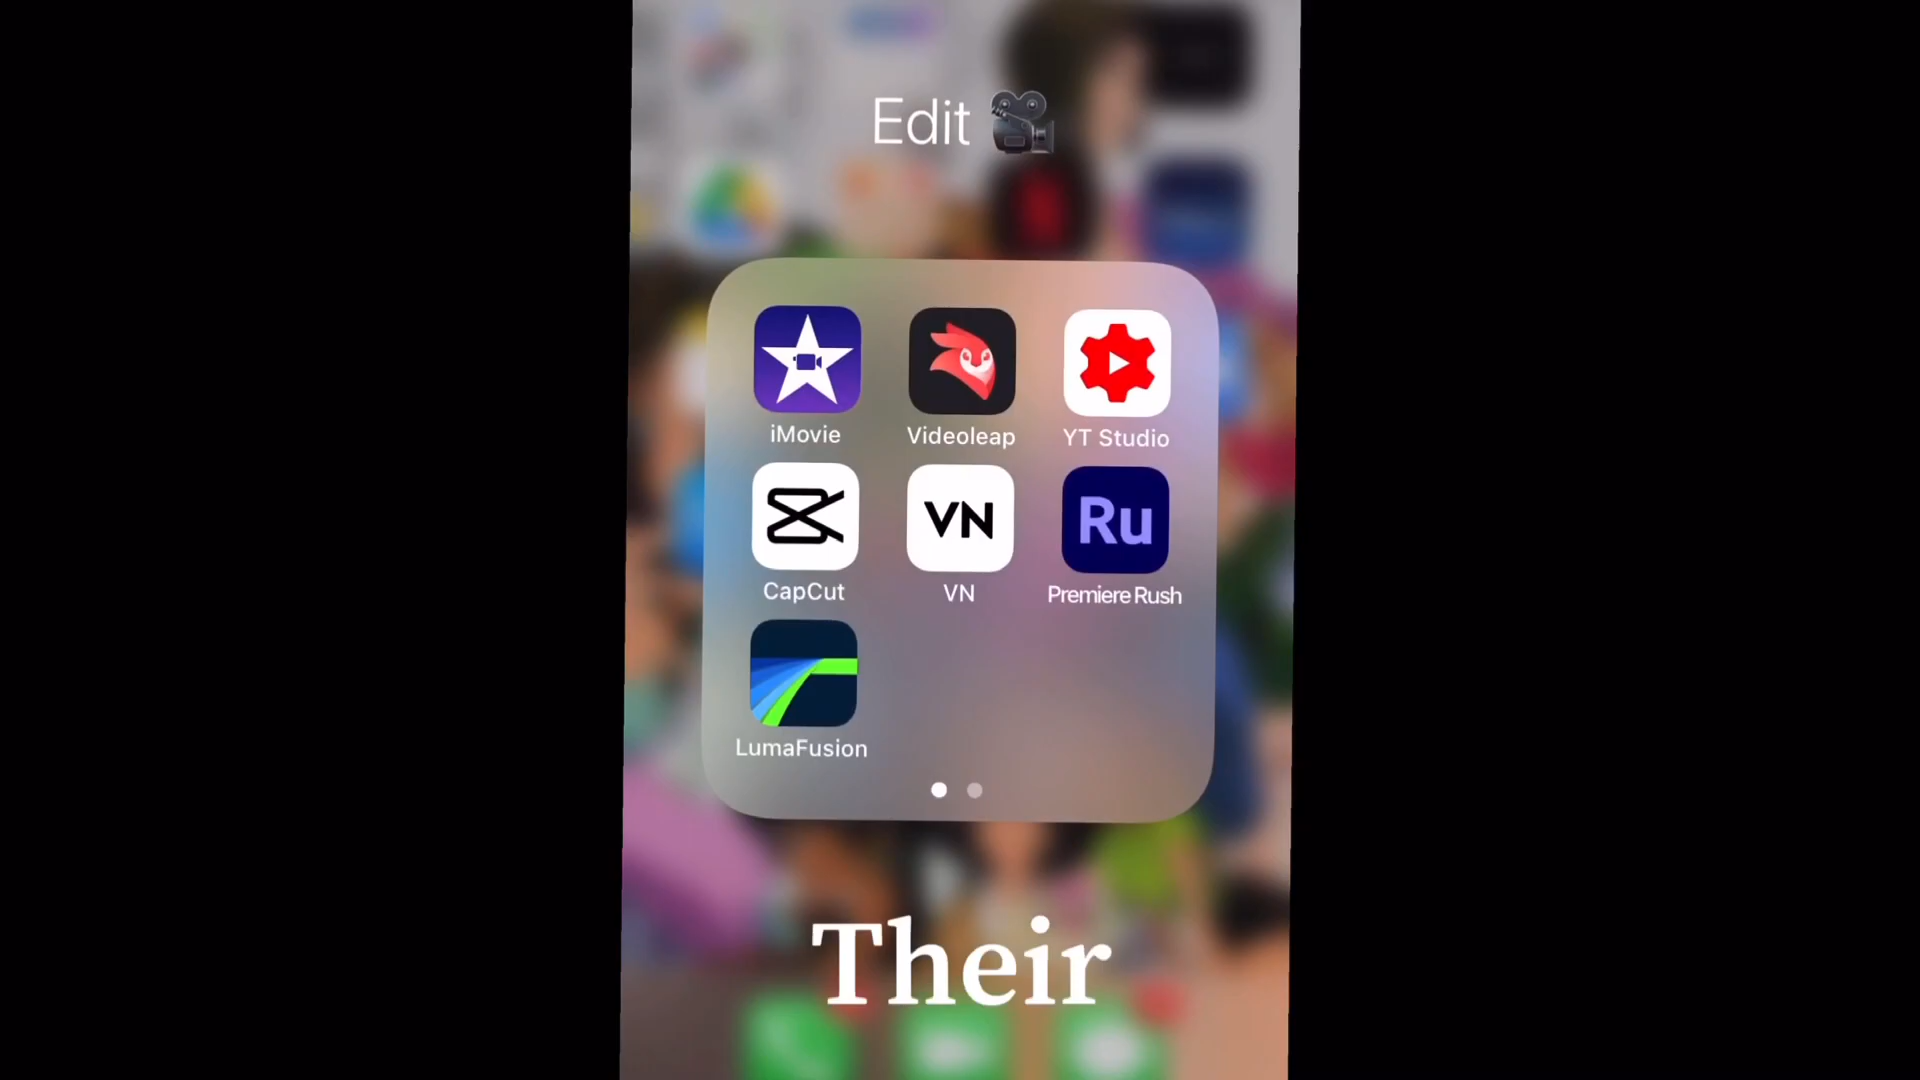 Edit
iMovie
Videoleap
YT Studio
CapCut
VN
VN
Ru
Premiere Rush
LumaFusion
Their